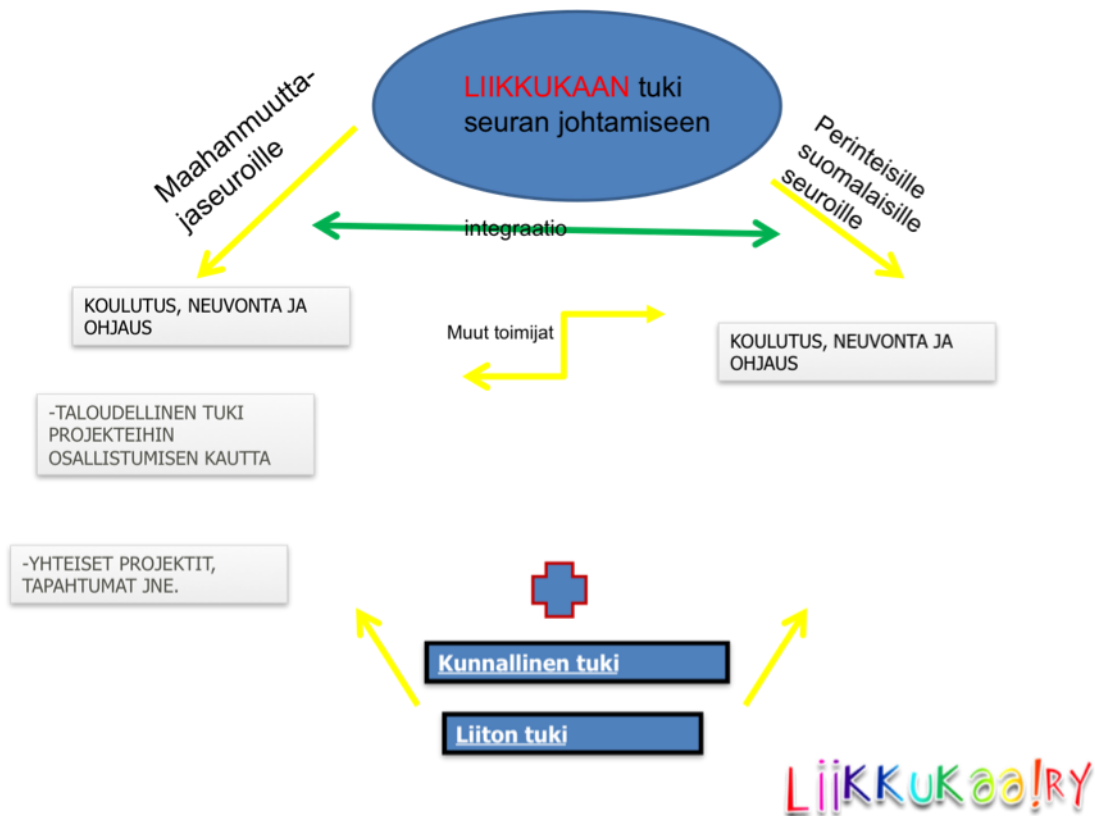 LIIKKUKAAN tuki
seuran johtamiseen
Maahanmuutta-
jaseuroille
Perinteisille
suomalaisille
seuroille
integraatio
KOULUTUS, NEUVONTA JA
OHJAUS
Muut toimijat
KOULUTUS, NEUVONTA JA
OHJAUS
-TALOUDELLINEN TUKI
PROJEKTEIHIN
OSALLISTUMISEN KAUTTA
-YHTEISET PROJEKTIT,
TAPAHTUMAT JNE.
Kunnallinen tuki
Liiton tuki
LiiKKUKaa!RY